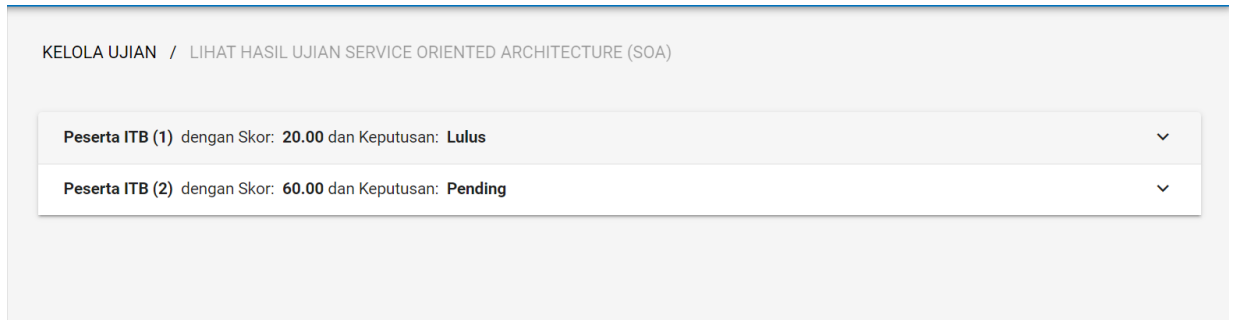 KELOLA UJIAN / LIHAT HASIL UJIAN SERVICE ORIENTED ARCHITECTURE (SOA)
Peserta ITB (1) dengan Skor: 20.00 dan Keputusan: Lulus
Peserta ITB (2) dengan Skor: 60.00 dan Keputusan: Pending